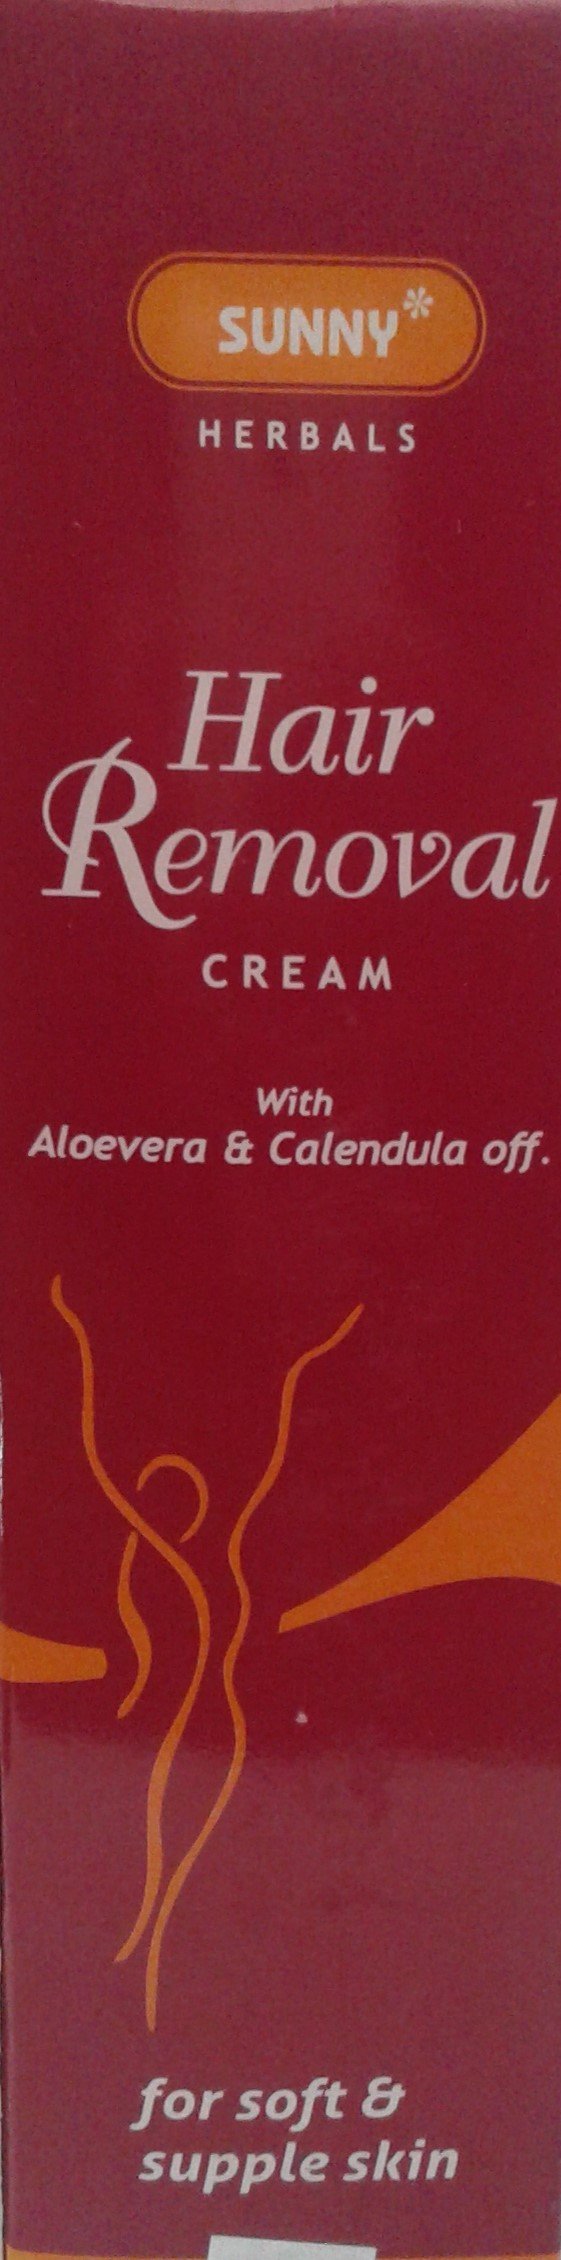 SUNNY*
HERBALS
Hair
Removal
CREAM
With
Aloevera & Calendula off.
for soft &
supple skin